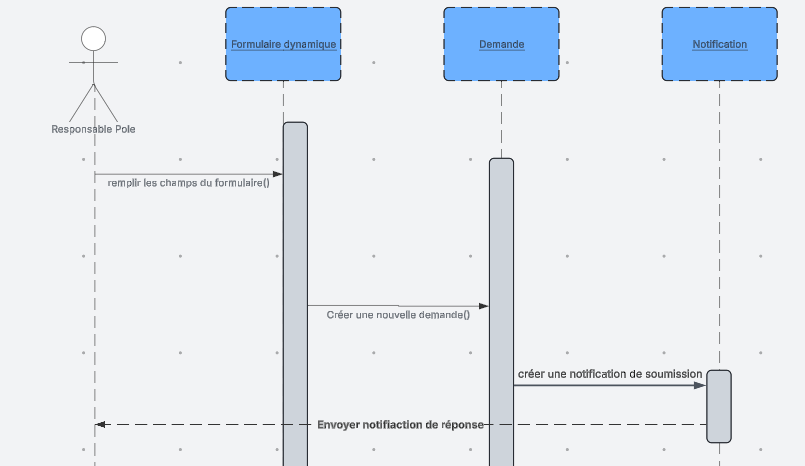 Formulaire dynamique
Demande
Notification
Responsable Pole
remplir les champs du formulaire()
Créer une nouvelle demande()
créer une notification de soumission
Envoyer notifiaction de réponse